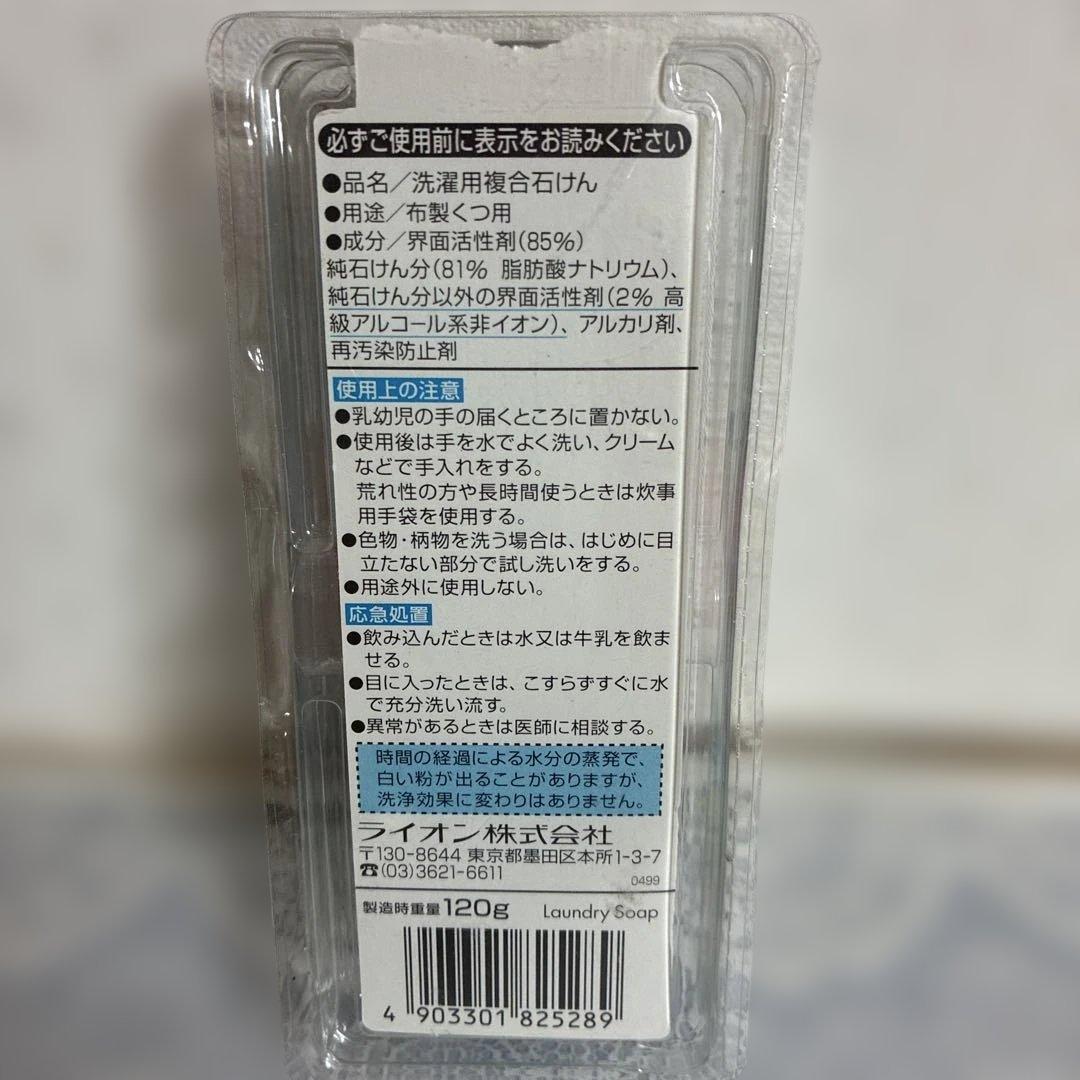 必ずご使用前に表示をお読みください
●品名／洗濯用複合石けん
●用途／布製くつ用
●成分／界面活性剤(85%)
純石けん分(81% 脂肪酸ナトリウム)、
純石けん分以外の界面活性剤(2% 高
級アルコール系非イオン)、アルカリ剤、
再汚染防止剤
使用上の注意
●乳幼児の手の届くところに置かない。
●使用後は手を水でよく洗い、クリーム
などで手入れをする。
荒れ性の方や長時間使うときは炊事
用手袋を使用する。
●色物・柄物を洗う場合は、はじめに目
立たない部分で試し洗いをする。
●用途外に使用しない。
応急処置
●飲み込んだときは水又は牛乳を飲ま
せる。
●目に入ったときは、こすらずすぐに水
で充分洗い流す。
●異常があるときは医師に相談する。
時間の経過による水分の蒸発で、
白い粉が出ることがありますが、
洗浄効果に変わりはありません。
ライオン株式会社
〒130-8644 東京都墨田区本所1-3-7
☎(03)3621-6611
0499
製造時重量120g Laundry Soap
4 903301 825289